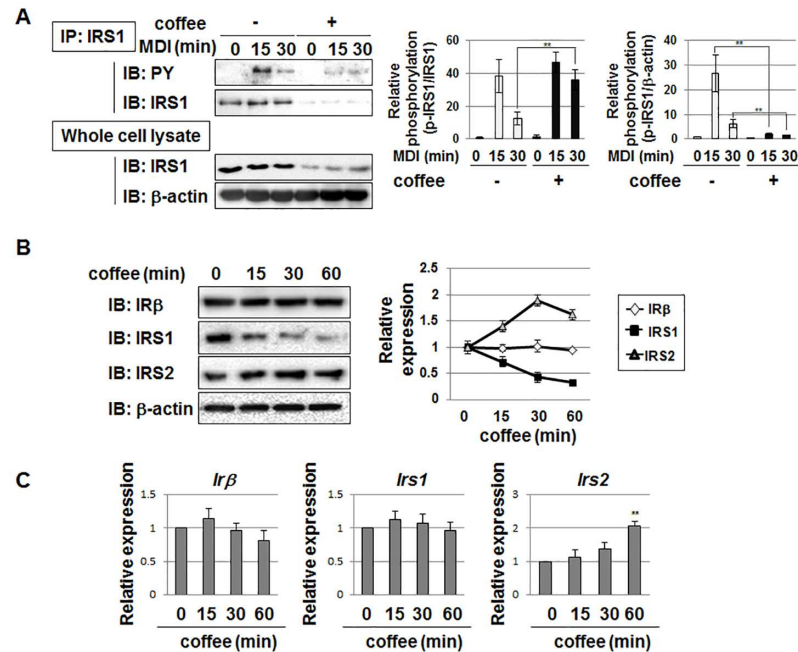 A
coffee - +
IP: IRS1
MDI (min) 0 15 30 0 15 30
IB: PY
IB: IRS1
Whole cell lysate
IB: IRS1
IB: β-actin
Relative phosphorylation (p-IRS1/IRS1)
60
40
20
0
**
0 15 30 0 15 30
MDI (min)
coffee - +
Relative phosphorylation (p-IRS1/β-actin)
40
30
20
10
0
**
**
0 15 30 0 15 30
MDI (min)
coffee - +
B
coffee (min) 0 15 30 60
IB: IRβ
IB: IRS1
IB: IRS2
IB: β-actin
Relative expression
2.5
2
1.5
1
0.5
0
0 15 30 60
coffee (min)
IRβ
IRS1
IRS2
C
Irβ
Relative expression
1.5
1
0.5
0
0 15 30 60
coffee (min)
Irs1
Relative expression
1.5
1
0.5
0
0 15 30 60
coffee (min)
Irs2
Relative expression
3
2
1
0
**
0 15 30 60
coffee (min)